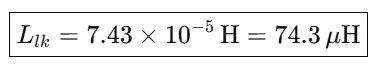 L_{lk} = 7.43 × 10^{-5} H = 74.3 μH